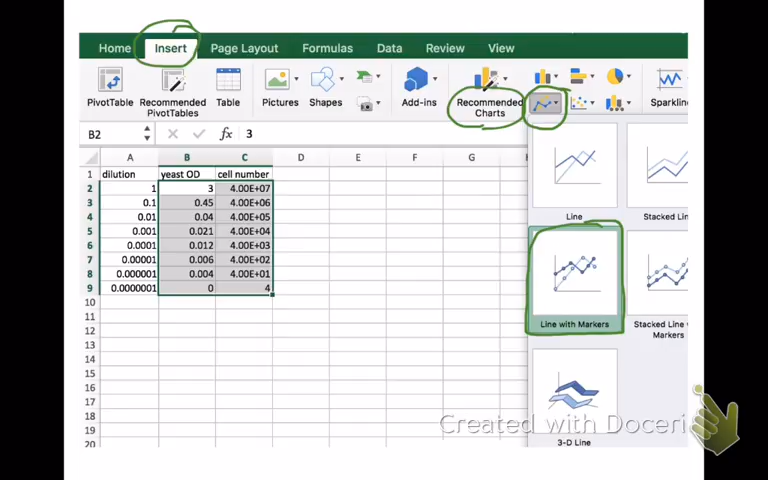 Home Insert Page Layout Formulas Data Review View
PivotTable
Recommended
PivotTables
Table
Pictures
Shapes
Add-ins
Recommended
Charts
Sparkline
B2 fx 3
A B C D E F G
1 dilution yeast OD cell number
2 1 3 4.00E+07
3 0.1 0.45 4.00E+06
4 0.01 0.04 4.00E+05
5 0.001 0.021 4.00E+04
6 0.0001 0.012 4.00E+03
7 0.00001 0.006 4.00E+02
8 0.000001 0.004 4.00E+01
9 0.0000001 0 4
10
11
12
13
14
15
16
17
18
19
20
Line
Stacked Lin
Line with Markers
Stacked Line w
Markers
3-D Line
Created with Doceri